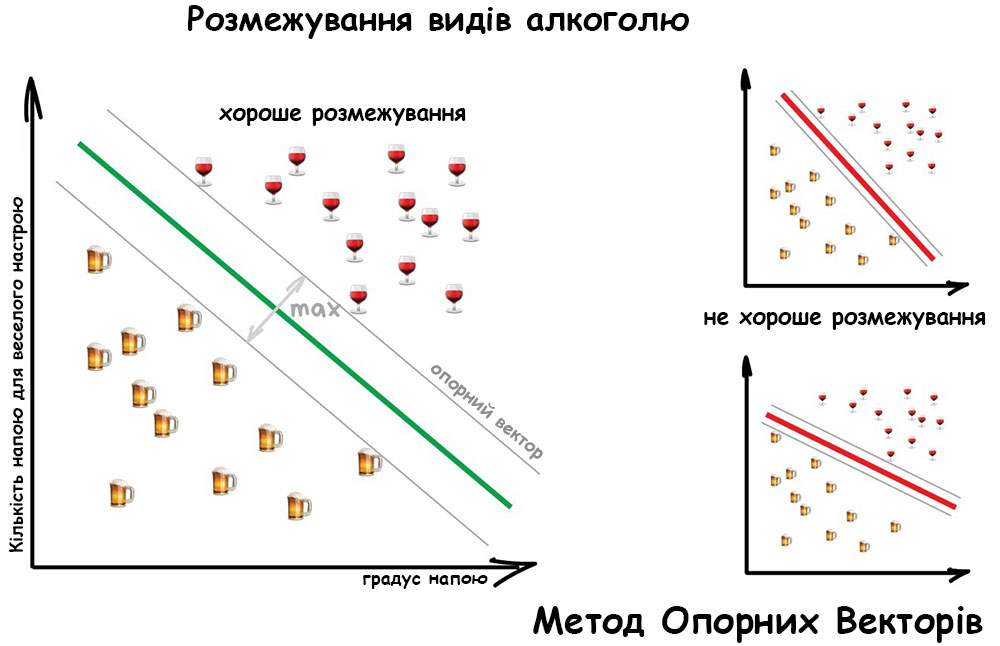 Розмежування видів алкоголю
хороше розмежування
Кількість напою для веселого настрою
max
опорний вектор
градус напою
не хороше розмежування
Метод Опорних Векторів